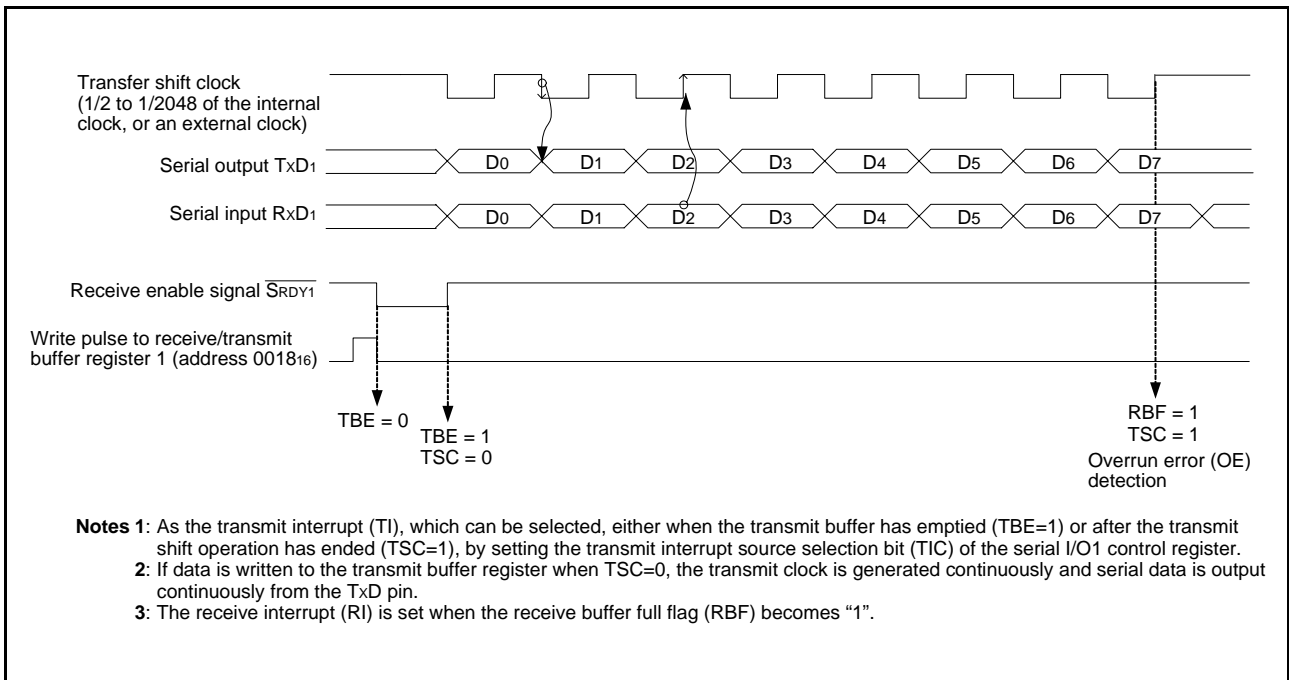 Transfer shift clock
(1/2 to 1/2048 of the internal
clock, or an external clock)
Serial output TxD1
D0 D1 D2 D3 D4 D5 D6 D7
Serial input RxD1
D0 D1 D2 D3 D4 D5 D6 D7
Receive enable signal SRDY1
Write pulse to receive/transmit
buffer register 1 (address 001816)
TBE = 0
TBE = 1
TSC = 0
RBF = 1
TSC = 1
Overrun error (OE)
detection
Notes 1: As the transmit interrupt (TI), which can be selected, either when the transmit buffer has emptied (TBE=1) or after the transmit
shift operation has ended (TSC=1), by setting the transmit interrupt source selection bit (TIC) of the serial I/O1 control register.
2: If data is written to the transmit buffer register when TSC=0, the transmit clock is generated continuously and serial data is output
continuously from the TxD pin.
3: The receive interrupt (RI) is set when the receive buffer full flag (RBF) becomes “1”.